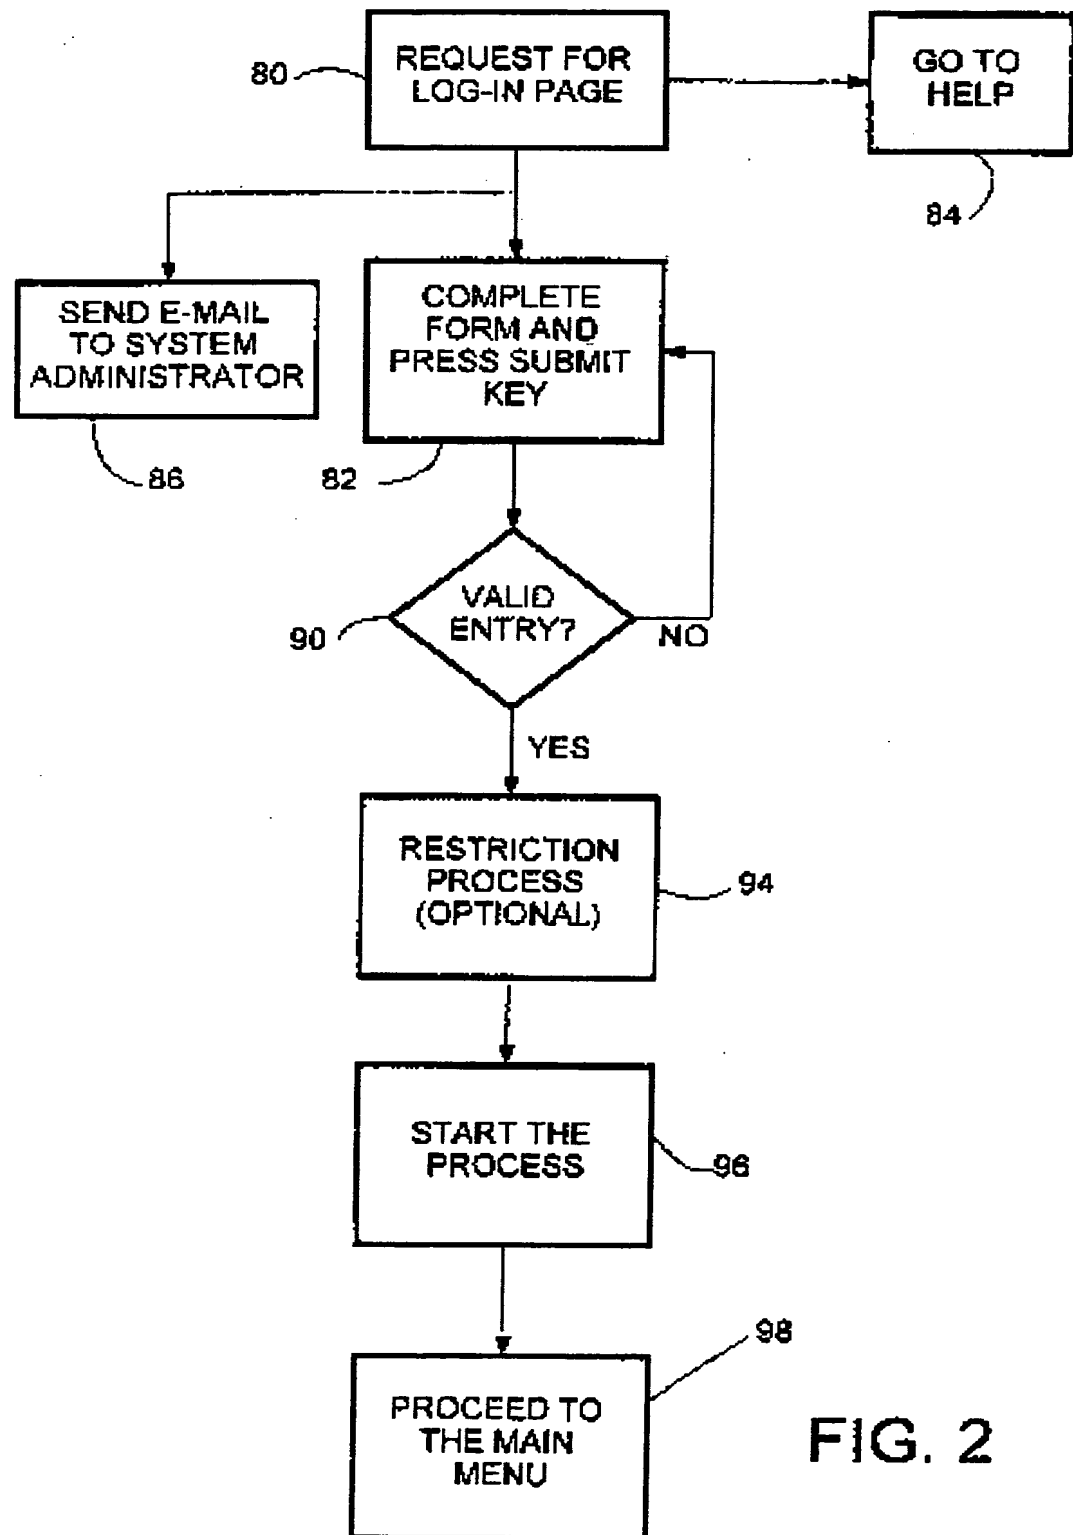 80
REQUEST FOR
LOG-IN PAGE
GO TO
HELP
84
SEND E-MAIL
TO SYSTEM
ADMINISTRATOR
86
COMPLETE
FORM AND
PRESS SUBMIT
KEY
82
VALID
ENTRY?
90
NO
YES
RESTRICTION
PROCESS
(OPTIONAL)
94
START THE
PROCESS
96
98
PROCEED TO
THE MAIN
MENU
FIG. 2